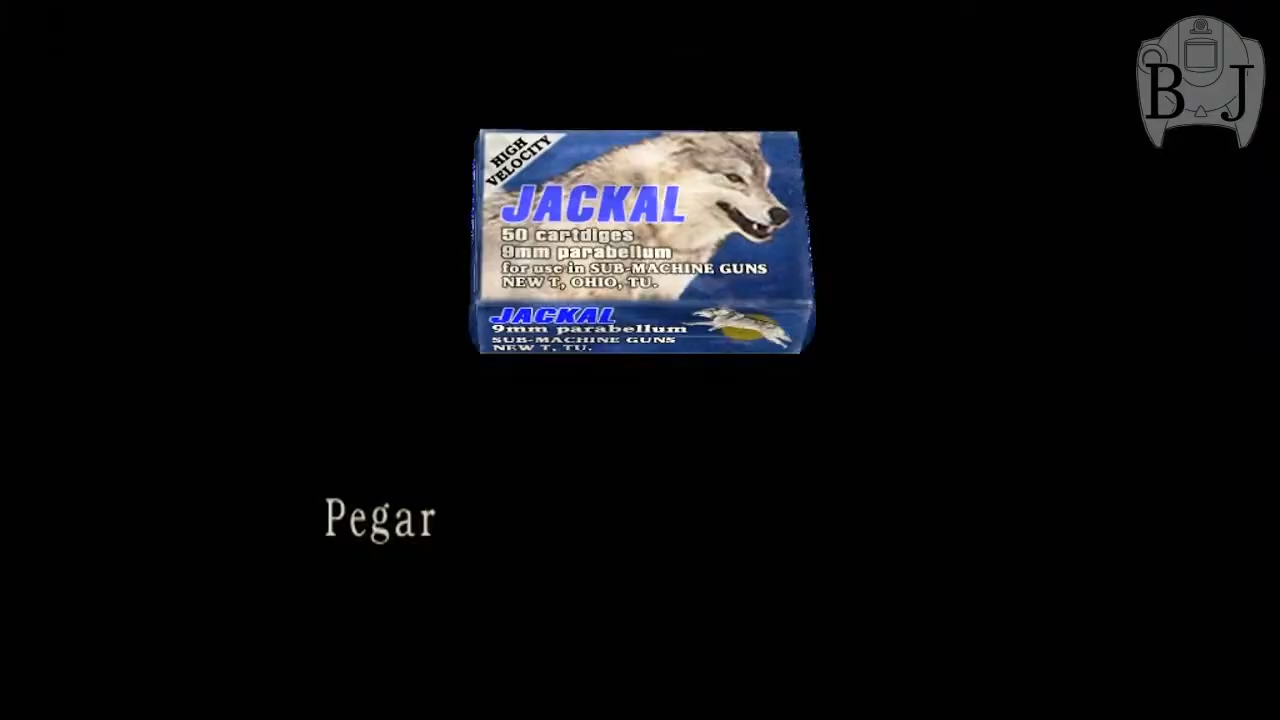 B J
HIGH
VELOCITY
JACKAL
50 cartdiges
9mm parabellum
for use in SUB-MACHINE GUNS
NEW T, OHIO, TU.
JACKAL
9mm parabellum
SUB-MACHINE GUNS
NEW T, TU.
Pegar